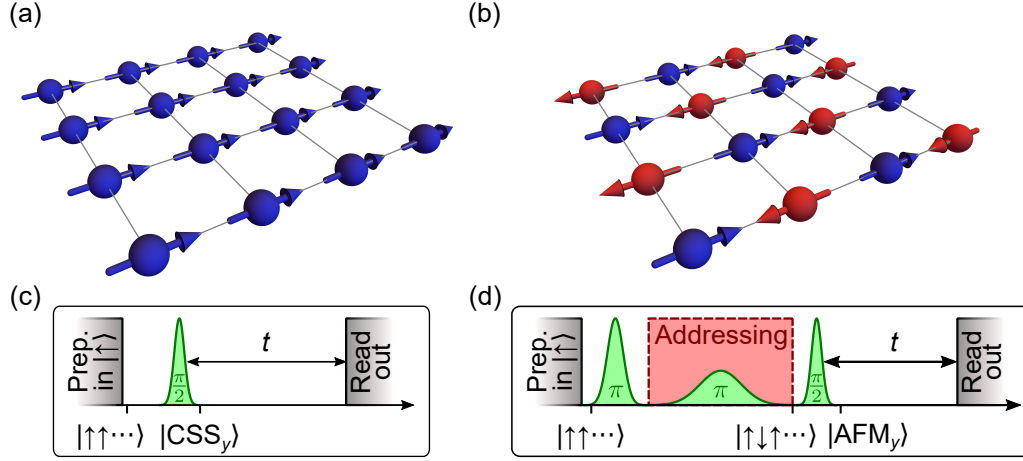 (a)
(b)
(c)
Prep.
in |↑⟩
π/2
t
Read
out
|↑↑⋯⟩
|CSS_y⟩
(d)
Prep.
in |↑⟩
π
Addressing
π
π/2
t
Read
out
|↑↑⋯⟩
|↑↓↑⋯⟩
|AFM_y⟩